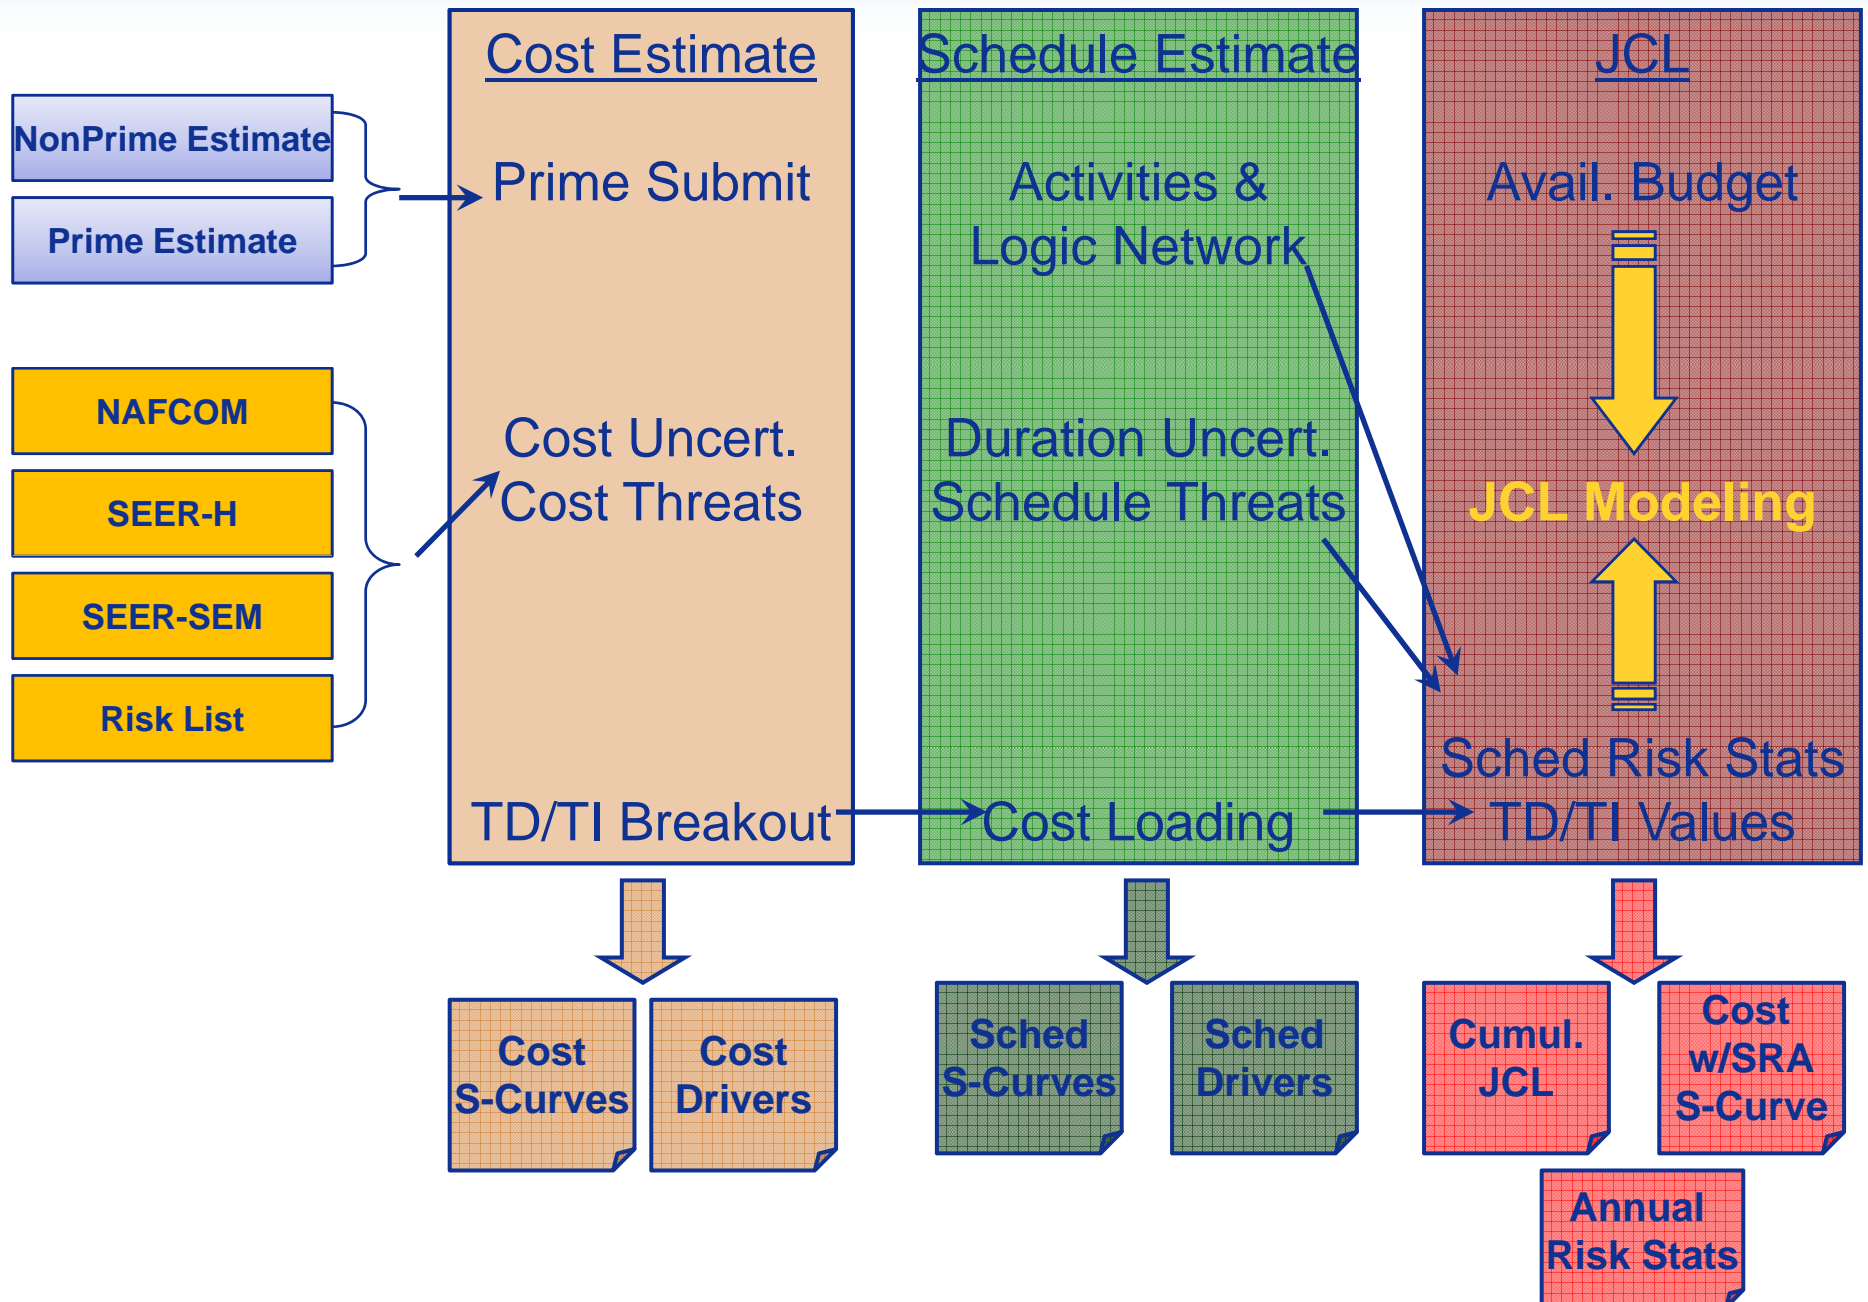 Cost Estimate
Schedule Estimate
JCL
NonPrime Estimate
Prime Estimate
Prime Submit
Activities &
Logic Network
Avail. Budget
NAFCOM
SEER-H
SEER-SEM
Risk List
Cost Uncert.
Cost Threats
Duration Uncert.
Schedule Threats
JCL Modeling
Sched Risk Stats
TD/TI Breakout
Cost Loading
TD/TI Values
Cost
S-Curves
Cost
Drivers
Sched
S-Curves
Sched
Drivers
Cumul.
JCL
Cost
w/SRA
S-Curve
Annual
Risk Stats